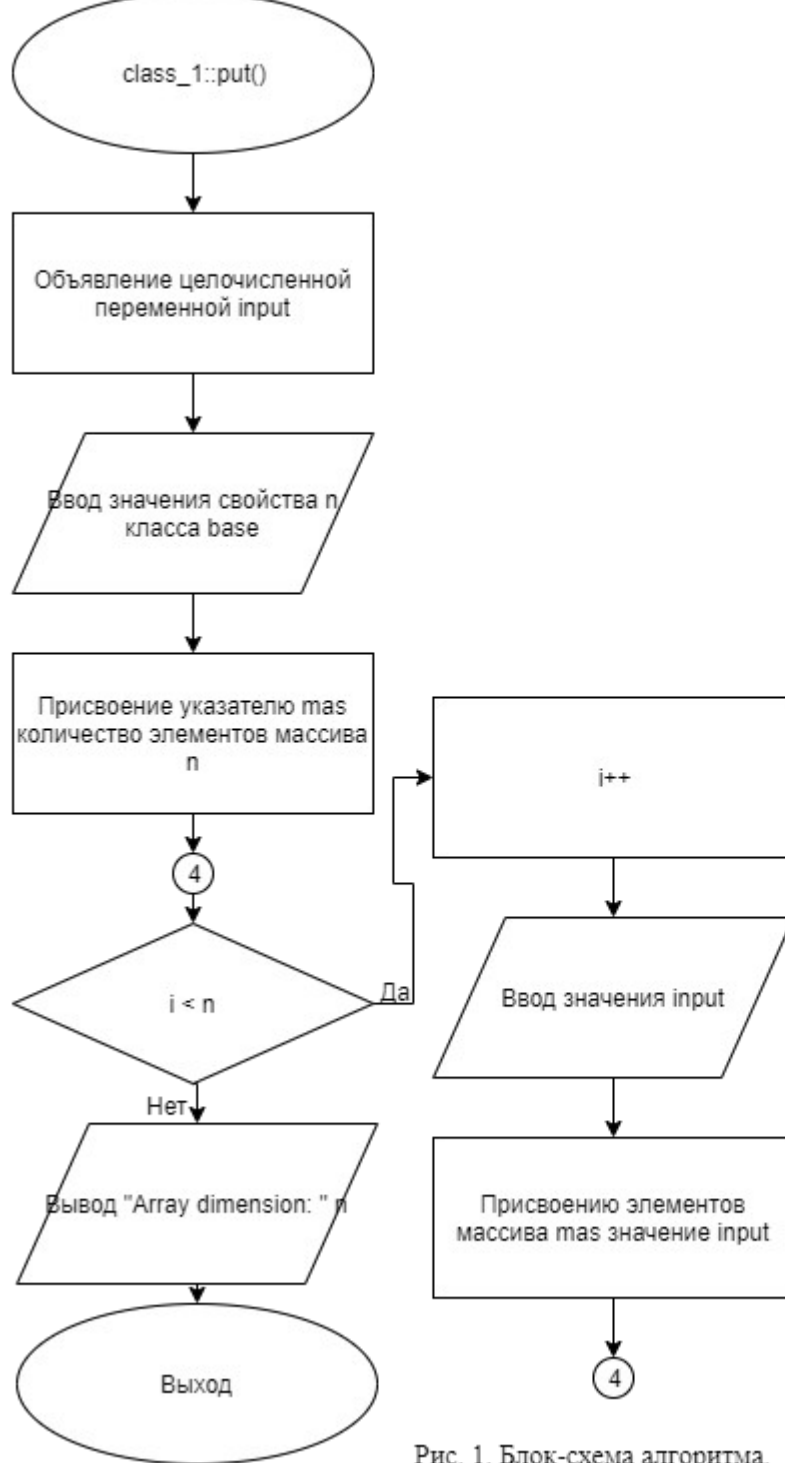 class_1::put()
Объявление целочисленной
переменной input
Ввод значения свойства n
класса base
Присвоение указателю mas
количество элементов массива
n
4
i < n
Да
Нет
i++
Ввод значения input
Присвоению элементов
массива mas значение input
4
Вывод "Array dimension: " n
Выход
Рис. 1. Блок-схема алгоритма.